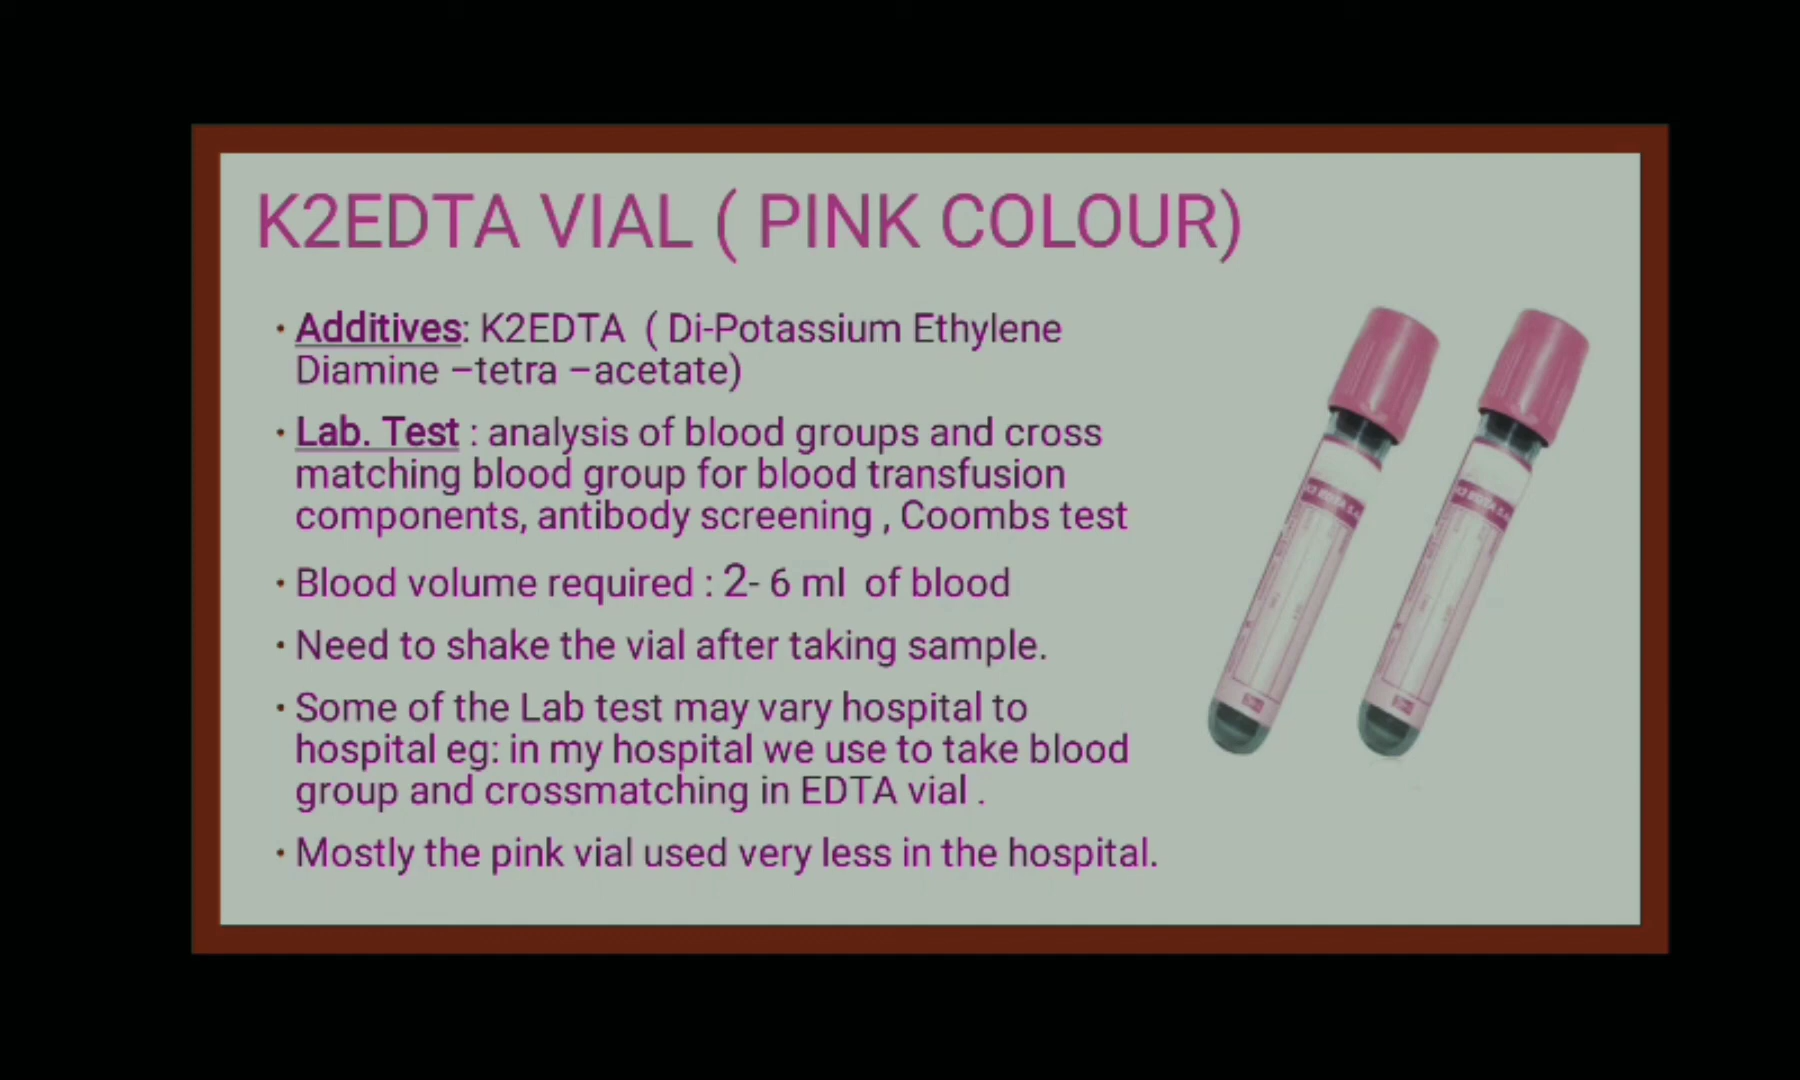 K2EDTA VIAL ( PINK COLOUR)
• Additives: K2EDTA ( Di-Potassium Ethylene
Diamine –tetra –acetate)
• Lab. Test : analysis of blood groups and cross
matching blood group for blood transfusion
components, antibody screening , Coombs test
• Blood volume required : 2- 6 ml of blood
• Need to shake the vial after taking sample.
• Some of the Lab test may vary hospital to
hospital eg: in my hospital we use to take blood
group and crossmatching in EDTA vial .
• Mostly the pink vial used very less in the hospital.